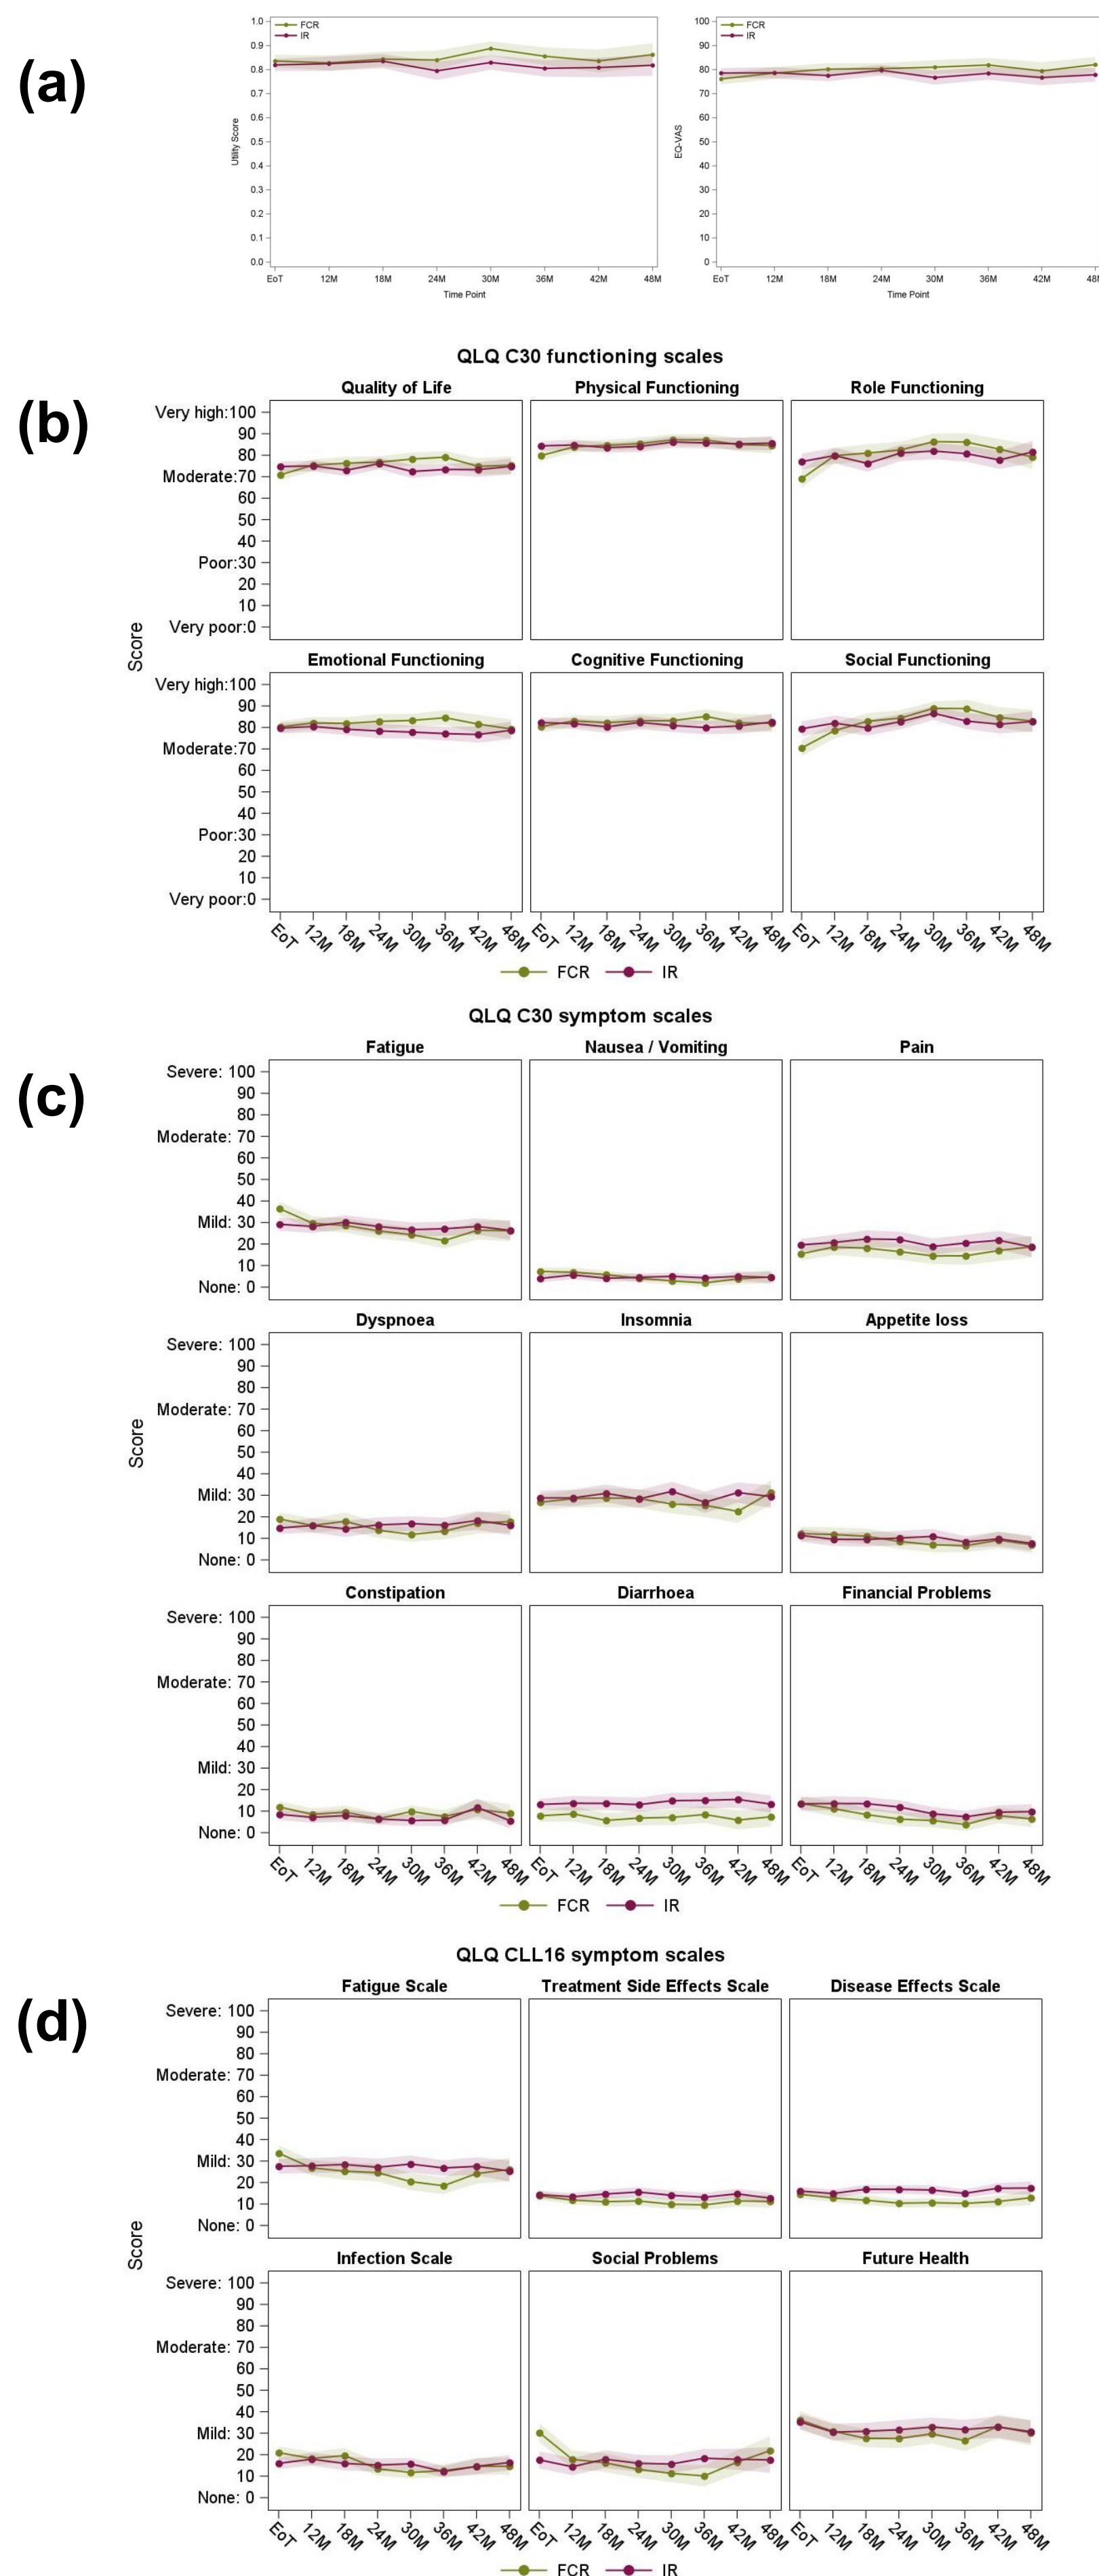 (a)
1.0
0.9
0.8
0.7
0.6
0.5
0.4
0.3
0.2
0.1
0.0
Utility Score
FCR
IR
EoT 12M 18M 24M 30M 36M 42M 48M
Time Point
100
90
80
70
60
50
40
30
20
10
0
EQ-VAS
FCR
IR
EoT 12M 18M 24M 30M 36M 42M
Time Point
(b)
QLQ C30 functioning scales
Quality of Life Physical Functioning Role Functioning
Very high:100
90
80
Moderate:70
60
50
40
Poor:30
20
10
Very poor:0
Score
Emotional Functioning Cognitive Functioning Social Functioning
Very high:100
90
80
Moderate:70
60
50
40
Poor:30
20
10
Very poor:0
EoT 12M 18M 24M 30M 36M 42M 48M EoT 12M 18M 24M 30M 36M 42M 48M EoT 12M 18M 24M 30M 36M 42M 48M
FCR IR
(c)
QLQ C30 symptom scales
Fatigue Nausea / Vomiting Pain
Severe: 100
90
80
Moderate: 70
60
50
40
Mild: 30
20
10
None: 0
Dyspnoea Insomnia Appetite loss
Severe: 100
90
80
Moderate: 70
60
50
40
Mild: 30
20
10
None: 0
Score
Constipation Diarrhoea Financial Problems
Severe: 100
90
80
Moderate: 70
60
50
40
Mild: 30
20
10
None: 0
EoT 12M 18M 24M 30M 36M 42M 48M EoT 12M 18M 24M 30M 36M 42M 48M EoT 12M 18M 24M 30M 36M 42M 48M
FCR IR
(d)
QLQ CLL16 symptom scales
Fatigue Scale Treatment Side Effects Scale Disease Effects Scale
Severe: 100
90
80
Moderate: 70
60
50
40
Mild: 30
20
10
None: 0
Score
Infection Scale Social Problems Future Health
Severe: 100
90
80
Moderate: 70
60
50
40
Mild: 30
20
10
None: 0
EoT 12M 18M 24M 30M 36M 42M 48M EoT 12M 18M 24M 30M 36M 42M 48M EoT 12M 18M 24M 30M 36M 42M 48M
FCR IR